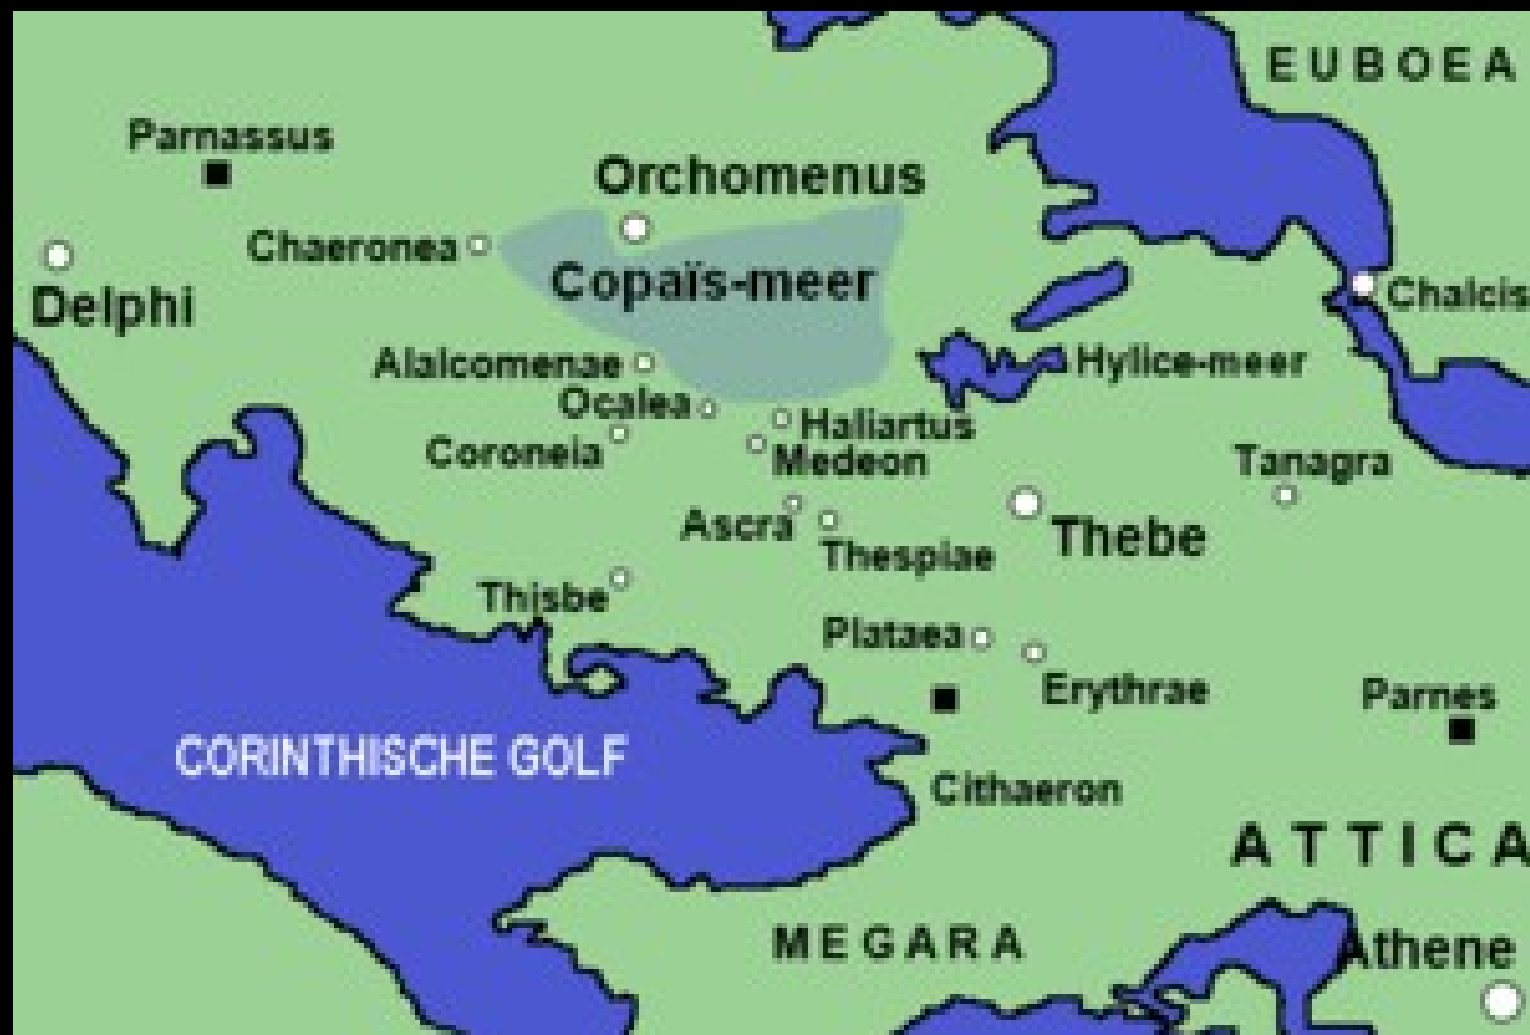 EUBOEA
Parnassus
Orchomenus
Chaeronea
Copaïs-meer
Delphi
Chalcis
Alalcomenae
Hylice-meer
Ocalea
Haliartus
Coroneia
Medeon
Tanagra
Ascra
Thebe
Thespiae
Thisbe
Plataea
Erythrae
Parnes
CORINTHISCHE GOLF
Cithaeron
ATTICA
MEGARA
Athene